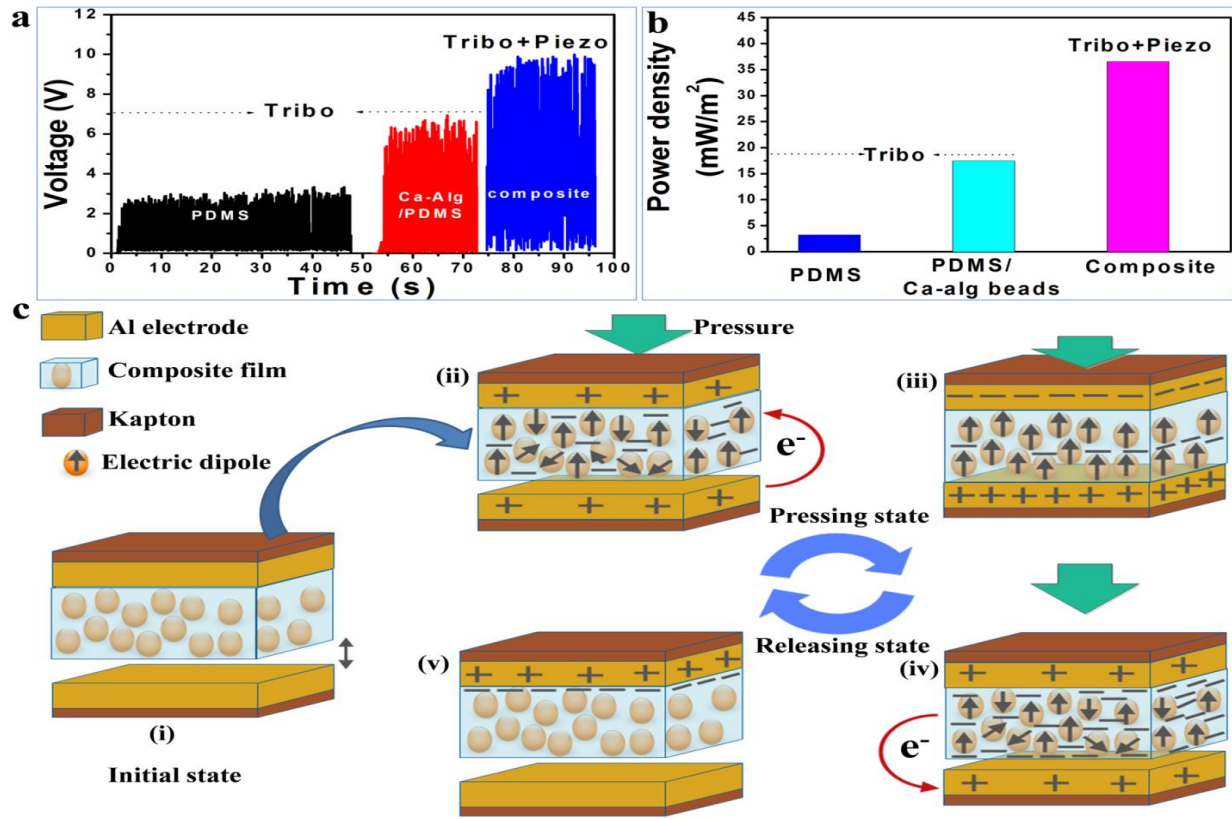 a
12
10
8
6
4
2
0
Voltage (V)
Tribo+Piezo
Tribo
PDMS
Ca-Alg
/PDMS
composite
0 10 20 30 40 50 60 70 80 90 100
Time (s)
b
45
40
35
30
25
20
15
10
5
0
Power density
(mW/m²)
Tribo+Piezo
Tribo
PDMS
PDMS/
Ca-alg beads
Composite
c
Al electrode
Composite film
Kapton
Electric dipole
(i)
Initial state
(ii)
Pressure
e-
(iii)
Pressing state
Releasing state
(iv)
e-
(v)